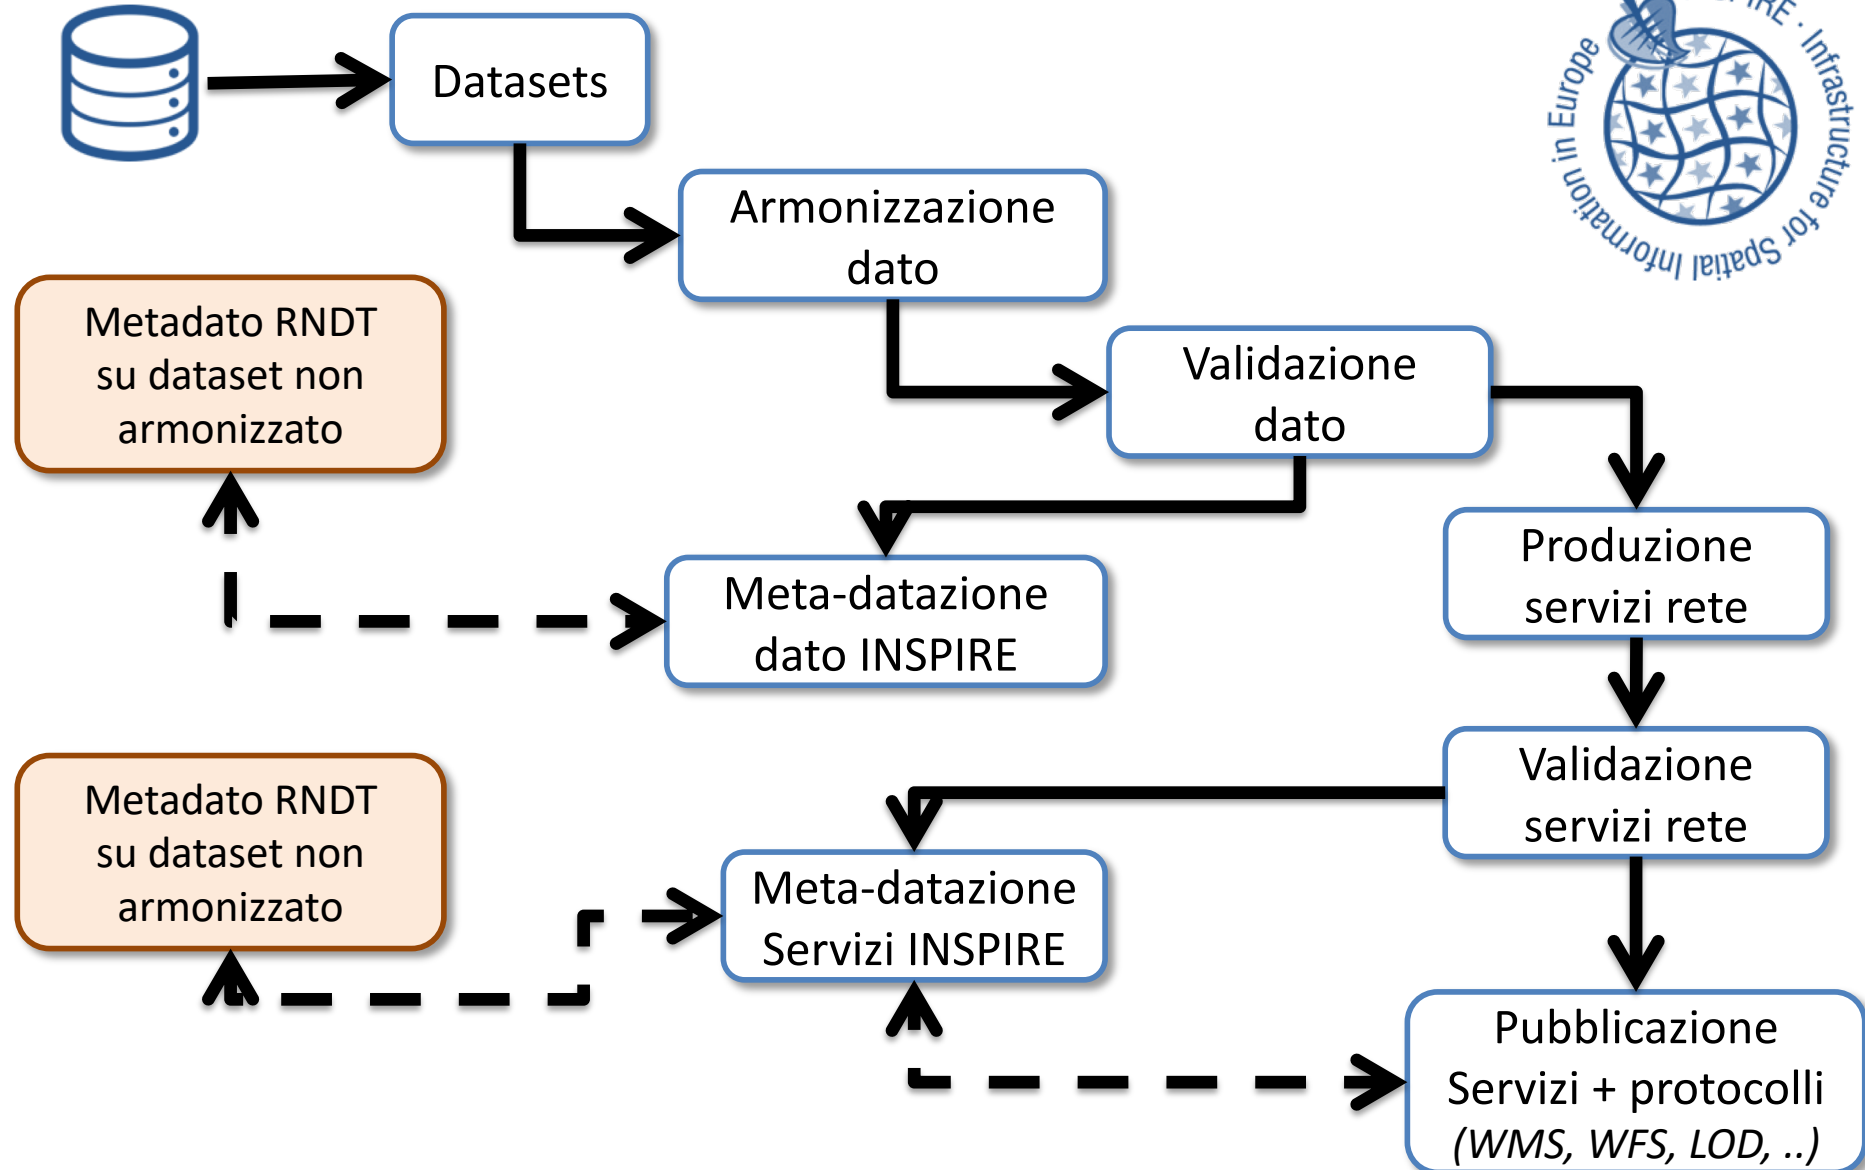 Datasets
INSPIRE · Infrastructure for Spatial Information in Europe
Armonizzazione
dato
Metadato RNDT
su dataset non
armonizzato
Validazione
dato
Produzione
servizi rete
Meta-datazione
dato INSPIRE
Validazione
servizi rete
Metadato RNDT
su dataset non
armonizzato
Meta-datazione
Servizi INSPIRE
Pubblicazione
Servizi + protocolli
(WMS, WFS, LOD, ..)